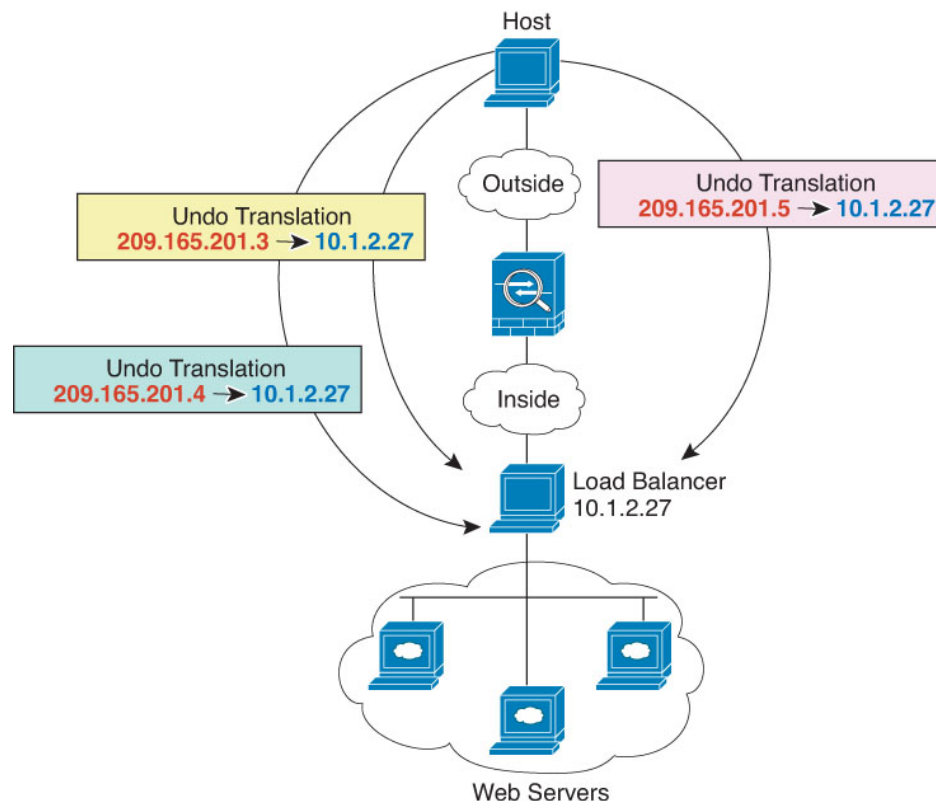 Host
Outside
Undo Translation
209.165.201.3 → 10.1.2.27
Undo Translation
209.165.201.5 → 10.1.2.27
Undo Translation
209.165.201.4 → 10.1.2.27
Inside
Load Balancer
10.1.2.27
Web Servers